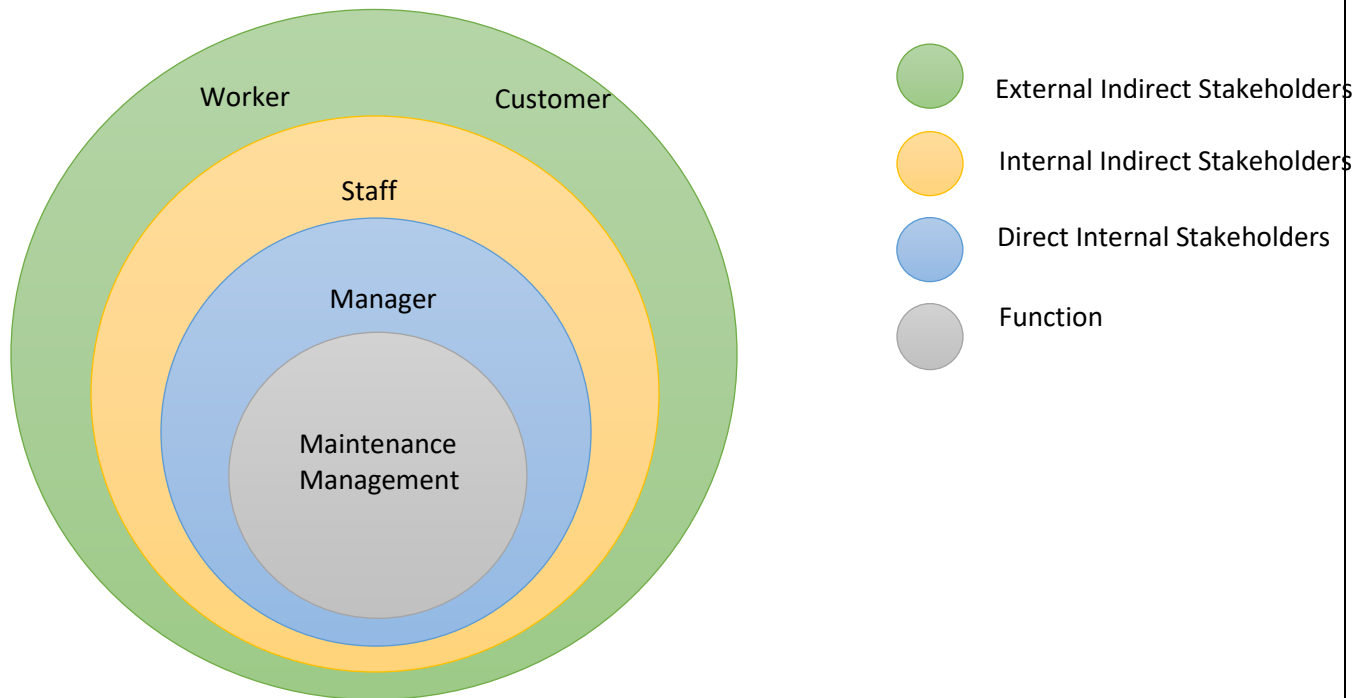 Worker
Customer
Staff
Manager
Maintenance
Management
External Indirect Stakeholders
Internal Indirect Stakeholders
Direct Internal Stakeholders
Function